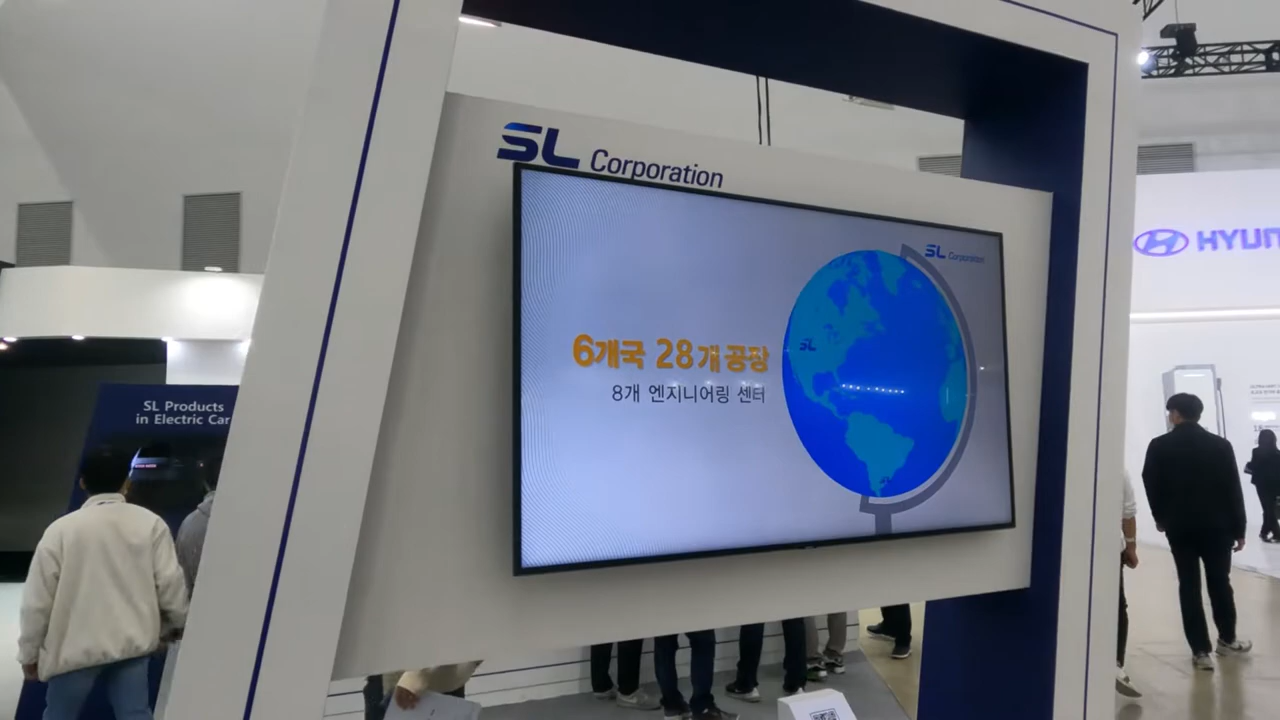 SL Corporation
SL Corporation
6개국 28개 공장
8개 엔지니어링 센터
SL
SL Products
in Electric Car
HYUN